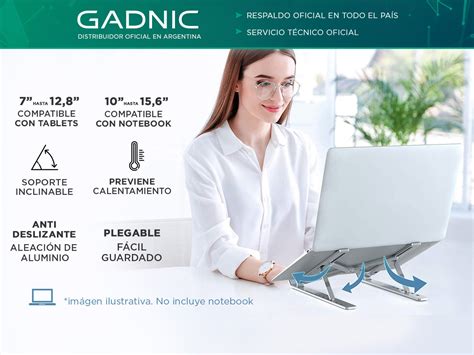 GADNIC
DISTRIBUIDOR OFICIAL EN ARGENTINA
RESPALDO OFICIAL EN TODO EL PAÍS
SERVICIO TÉCNICO OFICIAL
7” HASTA 12,8”
COMPATIBLE
CON TABLETS
10” HASTA 15,6”
COMPATIBLE
CON NOTEBOOK
SOPORTE
INCLINABLE
PREVIENE
CALENTAMIENTO
ANTI
DESLIZANTE
ALEACIÓN DE
ALUMINIO
PLEGABLE
FÁCIL
GUARDADO
*imágen ilustrativa. No incluye notebook